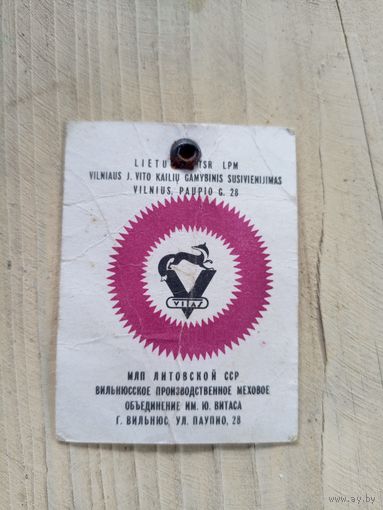 LIETUVOS TSR LPM
VILNIAUS J. VITO KAILIŲ GAMYBINIS SUSIVIENIJIMAS
VILNIUS, PAUPIO G. 28
VITAS
МЛП ЛИТОВСКОЙ ССР
ВИЛЬНЮССКОЕ ПРОИЗВОДСТВЕННОЕ МЕХОВОЕ
ОБЪЕДИНЕНИЕ ИМ. Ю. ВИТАСА
Г. ВИЛЬНЮС, УЛ. ПАУПИО, 28
www.ay.by